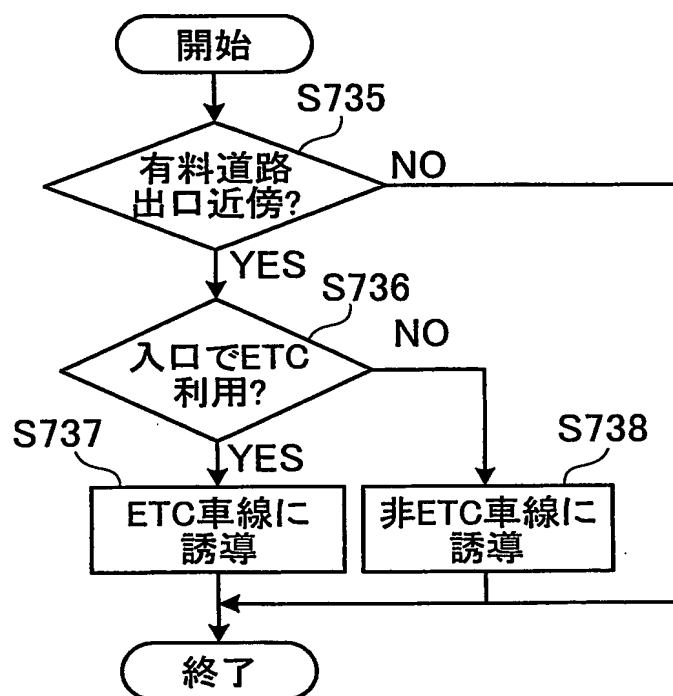 開始
S735
有料道路
出口近傍?
NO
YES
S736
入口でETC
利用?
NO
S737
YES
S738
ETC車線に
誘導
非ETC車線に
誘導
終了